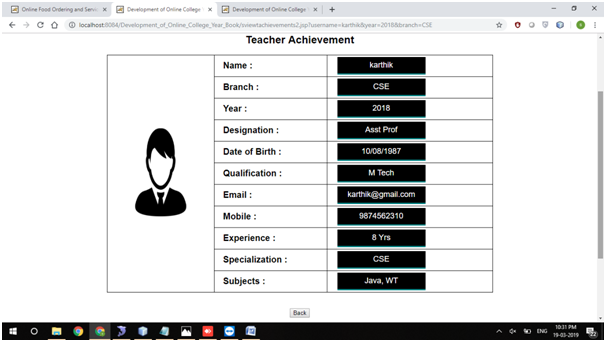 Online Food Ordering and Servic
Development of Online College Y
Development of Online College Y
localhost:8084/Development_of_Online_College_Year_Book/sviewtachievements2.jsp?username=karthik&year=2018&branch=CSE
Teacher Achievement
Name : karthik
Branch : CSE
Year : 2018
Designation : Asst Prof
Date of Birth : 10/08/1987
Qualification : M Tech
Email : karthik@gmail.com
Mobile : 9874562310
Experience : 8 Yrs
Specialization : CSE
Subjects : Java, WT
Back
ENG
10:31 PM
19-03-2019